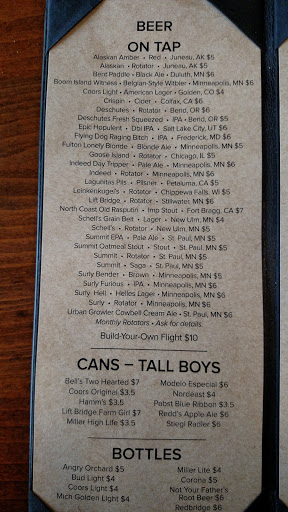 BEER
ON TAP
Alaskan Amber • Red • Juneau, AK $5
Alaskan • Rotator • Juneau, AK $5
Bent Paddle • Black Ale • Duluth, MN $6
Boom Island Witness • Belgian-Style Witbier • Minneapolis, MN $6
Coors Light • American Lager • Golden, CO $4
Crispin • Cider • Colfax, CA $6
Deschutes • Rotator • Bend, OR $6
Deschutes Fresh Squeezed • IPA • Bend, OR $5
Epic Hopulent • Dbl IPA • Salt Lake City, UT $6
Flying Dog Raging Bitch • IPA • Frederick, MD $6
Fulton Lonely Blonde • Blonde Ale • Minneapolis, MN $5
Goose Island • Rotator • Chicago, IL $5
Indeed Day Tripper • Pale Ale • Minneapolis, MN $6
Indeed • Rotator • Minneapolis, MN $6
Lagunitas Pils • Pilsner • Petaluma, CA $5
Leinkenkugel's • Rotator • Chippewa Falls, WI $5
Lift Bridge • Rotator • Stillwater, MN $6
North Coast Old Rasputin • Imp Stout • Fort Bragg, CA $7
Schell's Grain Belt • Lager • New Ulm, MN $4
Schell's • Rotator • New Ulm, MN $5
Summit EPA • Pale Ale • St. Paul, MN $5
Summit Oatmeal Stout • Stout • St. Paul, MN $5
Summit • Rotator • St. Paul, MN $5
Summit • Saga • St. Paul, MN $5
Surly Bender • Brown • Minneapolis, MN $5
Surly Furious • IPA • Minneapolis, MN $6
Surly Hell • Helles Lager • Minneapolis, MN $6
Surly • Rotator • Minneapolis, MN $6
Urban Growler Cowbell Cream Ale • St. Paul, MN $6
Monthly Rotators • Ask for details
Build-Your-Own Flight $10
CANS – TALL BOYS
Bell's Two Hearted $7
Coors Original $3.5
Hamm's $3.5
Lift Bridge Farm Girl $7
Miller High Life $3.5
Modelo Especial $6
Nordeast $4
Pabst Blue Ribbon $3.5
Redd's Apple Ale $6
Stiegl Radler $6
BOTTLES
Angry Orchard $5
Bud Light $4
Coors Light $4
Mich Golden Light $4
Miller Lite $4
Corona $5
Not Your Father's
Root Beer $6
Redbridge $6